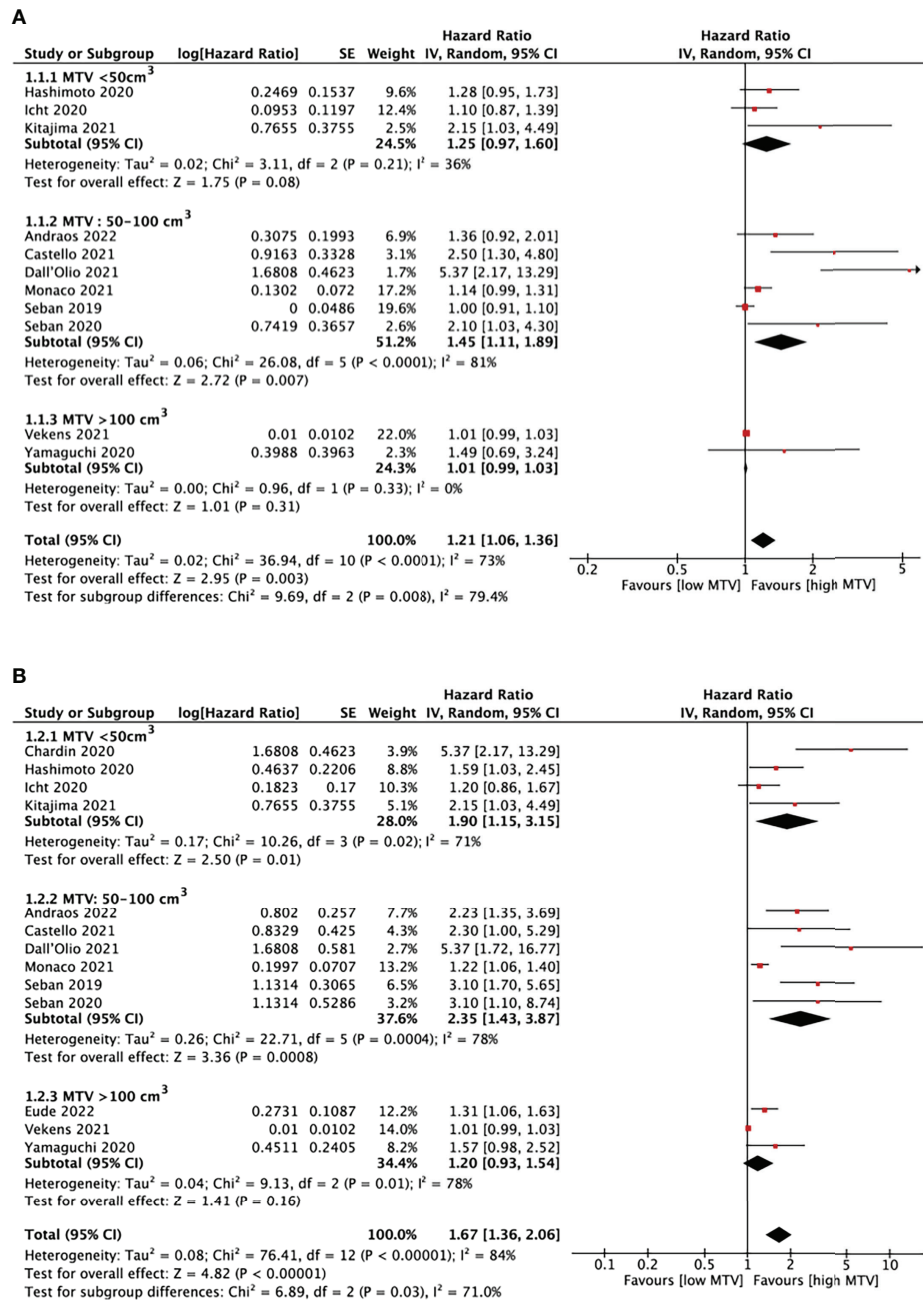 A
Hazard Ratio Hazard Ratio
Study or Subgroup log[Hazard Ratio] SE Weight IV, Random, 95% CI IV, Random, 95% CI
1.1.1 MTV <50cm3
Hashimoto 2020 0.2469 0.1537 9.6% 1.28 [0.95, 1.73]
Icht 2020 0.0953 0.1197 12.4% 1.10 [0.87, 1.39]
Kitajima 2021 0.7655 0.3755 2.5% 2.15 [1.03, 4.49]
Subtotal (95% CI) 24.5% 1.25 [0.97, 1.60]
Heterogeneity: Tau² = 0.02; Chi² = 3.11, df = 2 (P = 0.21); I² = 36%
Test for overall effect: Z = 1.75 (P = 0.08)
1.1.2 MTV : 50–100 cm3
Andraos 2022 0.3075 0.1993 6.9% 1.36 [0.92, 2.01]
Castello 2021 0.9163 0.3328 3.1% 2.50 [1.30, 4.80]
Dall'Olio 2021 1.6808 0.4623 1.7% 5.37 [2.17, 13.29]
Monaco 2021 0.1302 0.072 17.2% 1.14 [0.99, 1.31]
Seban 2019 0 0.0486 19.6% 1.00 [0.91, 1.10]
Seban 2020 0.7419 0.3657 2.6% 2.10 [1.03, 4.30]
Subtotal (95% CI) 51.2% 1.45 [1.11, 1.89]
Heterogeneity: Tau² = 0.06; Chi² = 26.08, df = 5 (P < 0.0001); I² = 81%
Test for overall effect: Z = 2.72 (P = 0.007)
1.1.3 MTV >100 cm3
Vekens 2021 0.01 0.0102 22.0% 1.01 [0.99, 1.03]
Yamaguchi 2020 0.3988 0.3963 2.3% 1.49 [0.69, 3.24]
Subtotal (95% CI) 24.3% 1.01 [0.99, 1.03]
Heterogeneity: Tau² = 0.00; Chi² = 0.96, df = 1 (P = 0.33); I² = 0%
Test for overall effect: Z = 1.01 (P = 0.31)
Total (95% CI) 100.0% 1.21 [1.06, 1.36]
Heterogeneity: Tau² = 0.02; Chi² = 36.94, df = 10 (P < 0.0001); I² = 73%
Test for overall effect: Z = 2.95 (P = 0.003)
Test for subgroup differences: Chi² = 9.69, df = 2 (P = 0.008), I² = 79.4%
0.2 0.5 1 2 5
Favours [low MTV] Favours [high MTV]
B
Hazard Ratio Hazard Ratio
Study or Subgroup log[Hazard Ratio] SE Weight IV, Random, 95% CI IV, Random, 95% CI
1.2.1 MTV <50cm3
Chardin 2020 1.6808 0.4623 3.9% 5.37 [2.17, 13.29]
Hashimoto 2020 0.4637 0.2206 8.8% 1.59 [1.03, 2.45]
Icht 2020 0.1823 0.17 10.3% 1.20 [0.86, 1.67]
Kitajima 2021 0.7655 0.3755 5.1% 2.15 [1.03, 4.49]
Subtotal (95% CI) 28.0% 1.90 [1.15, 3.15]
Heterogeneity: Tau² = 0.17; Chi² = 10.26, df = 3 (P = 0.02); I² = 71%
Test for overall effect: Z = 2.50 (P = 0.01)
1.2.2 MTV: 50–100 cm3
Andraos 2022 0.802 0.257 7.7% 2.23 [1.35, 3.69]
Castello 2021 0.8329 0.425 4.3% 2.30 [1.00, 5.29]
Dall'Olio 2021 1.6808 0.581 2.7% 5.37 [1.72, 16.77]
Monaco 2021 0.1997 0.0707 13.2% 1.22 [1.06, 1.40]
Seban 2019 1.1314 0.3065 6.5% 3.10 [1.70, 5.65]
Seban 2020 1.1314 0.5286 3.2% 3.10 [1.10, 8.74]
Subtotal (95% CI) 37.6% 2.35 [1.43, 3.87]
Heterogeneity: Tau² = 0.26; Chi² = 22.71, df = 5 (P = 0.0004); I² = 78%
Test for overall effect: Z = 3.36 (P = 0.0008)
1.2.3 MTV >100 cm3
Eude 2022 0.2731 0.1087 12.2% 1.31 [1.06, 1.63]
Vekens 2021 0.01 0.0102 14.0% 1.01 [0.99, 1.03]
Yamaguchi 2020 0.4511 0.2405 8.2% 1.57 [0.98, 2.52]
Subtotal (95% CI) 34.4% 1.20 [0.93, 1.54]
Heterogeneity: Tau² = 0.04; Chi² = 9.13, df = 2 (P = 0.01); I² = 78%
Test for overall effect: Z = 1.41 (P = 0.16)
Total (95% CI) 100.0% 1.67 [1.36, 2.06]
Heterogeneity: Tau² = 0.08; Chi² = 76.41, df = 12 (P < 0.00001); I² = 84%
Test for overall effect: Z = 4.82 (P < 0.00001)
Test for subgroup differences: Chi² = 6.89, df = 2 (P = 0.03), I² = 71.0%
0.1 0.2 0.5 1 2 5 10
Favours [low MTV] Favours [high MTV]